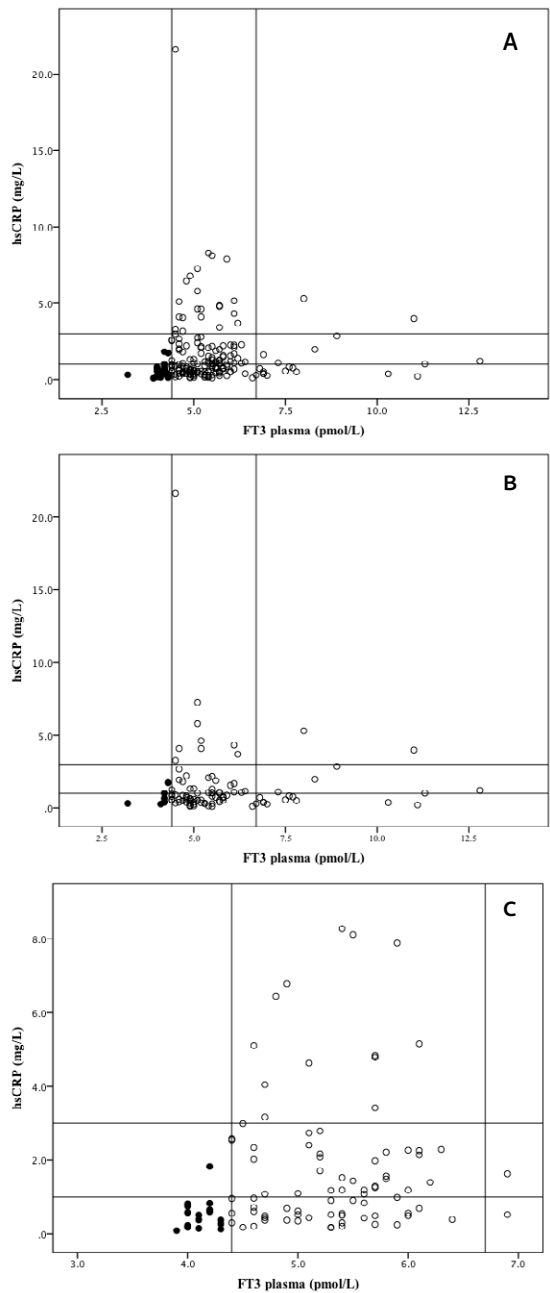 A
20.0
15.0
10.0
5.0
.0
hsCRP (mg/L)
2.5 5.0 7.5 10.0 12.5
FT3 plasma (pmol/L)
B
20.0
15.0
10.0
5.0
.0
hsCRP (mg/L)
2.5 5.0 7.5 10.0 12.5
FT3 plasma (pmol/L)
C
8.0
6.0
4.0
2.0
.0
hsCRP (mg/L)
3.0 4.0 5.0 6.0 7.0
FT3 plasma (pmol/L)